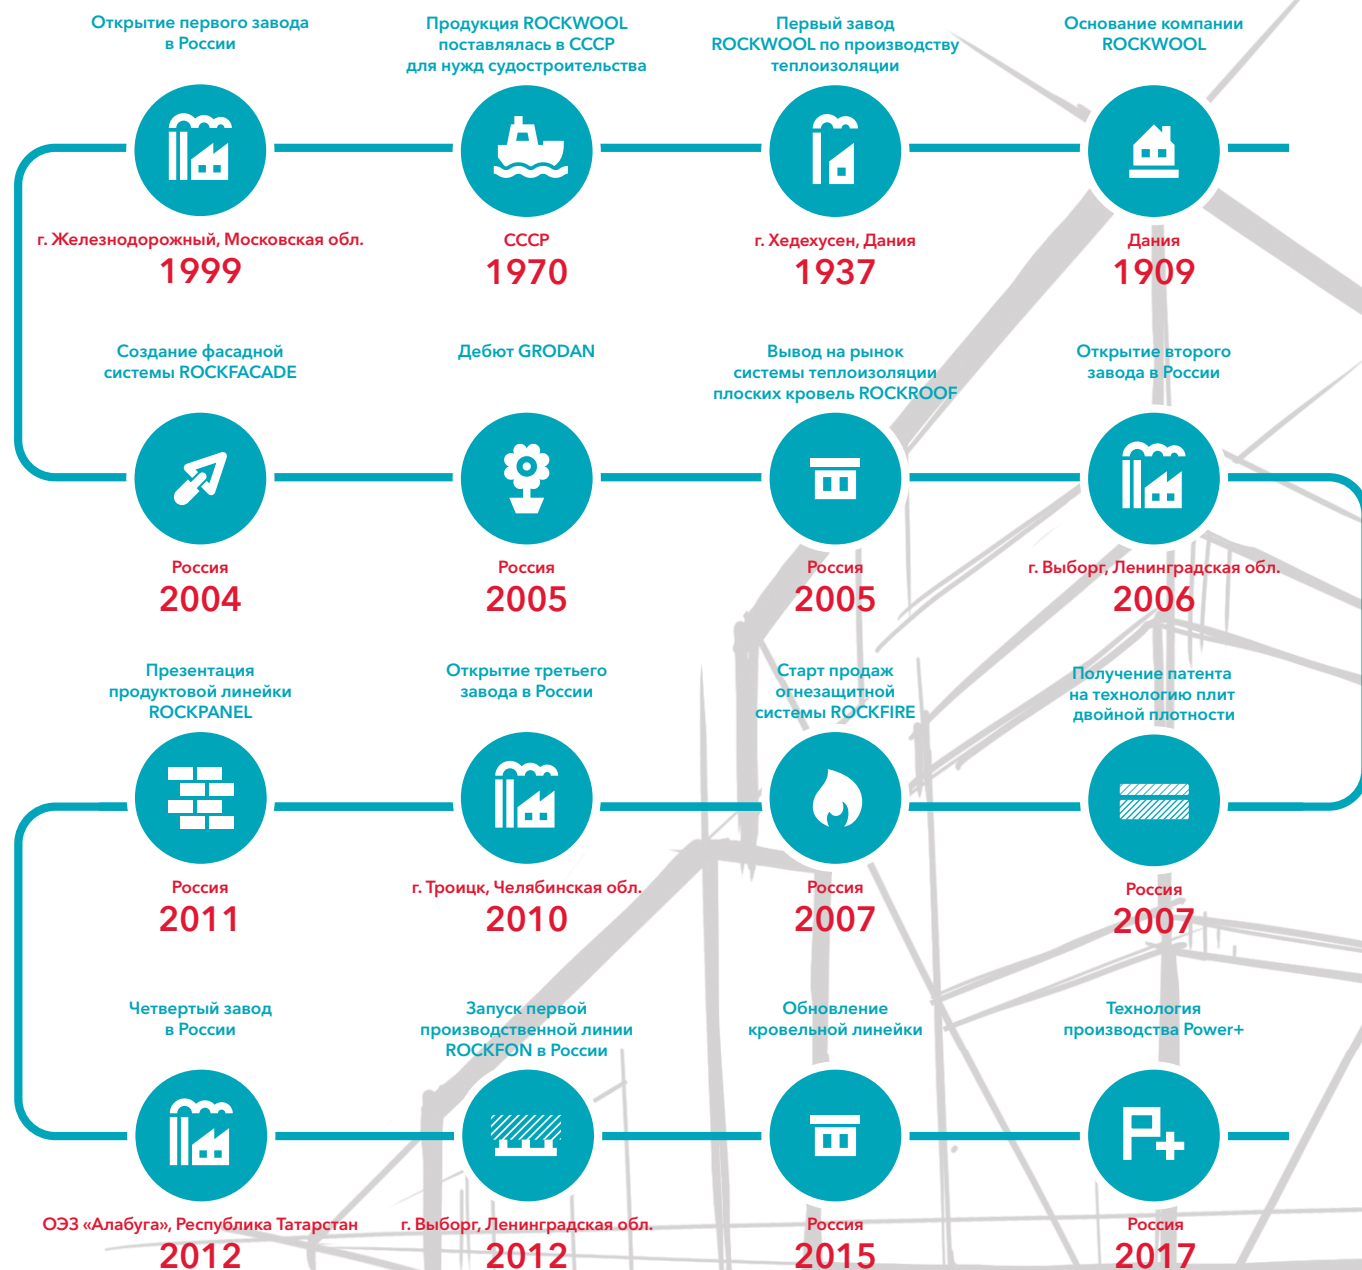 Открытие первого завода
в России
г. Железнодорожный, Московская обл.
1999
Продукция ROCKWOOL
поставлялась в СССР
для нужд судостроительства
СССР
1970
Первый завод
ROCKWOOL по производству
теплоизоляции
г. Хедехусен, Дания
1937
Основание компании
ROCKWOOL
Дания
1909
Создание фасадной
системы ROCKFACADE
Россия
2004
Дебют GRODAN
Россия
2005
Вывод на рынок
системы теплоизоляции
плоских кровель ROCKROOF
Россия
2005
Открытие второго
завода в России
г. Выборг, Ленинградская обл.
2006
Презентация
продуктовой линейки
ROCKPANEL
Россия
2011
Открытие третьего
завода в России
г. Троицк, Челябинская обл.
2010
Старт продаж
огнезащитной
системы ROCKFIRE
Россия
2007
Получение патента
на технологию плит
двойной плотности
Россия
2007
Четвертый завод
в России
ОЭЗ «Алабуга», Республика Татарстан
2012
Запуск первой
производственной линии
ROCKFON в России
г. Выборг, Ленинградская обл.
2012
Обновление
кровельной линейки
Россия
2015
Технология
производства Power+
P+
Россия
2017